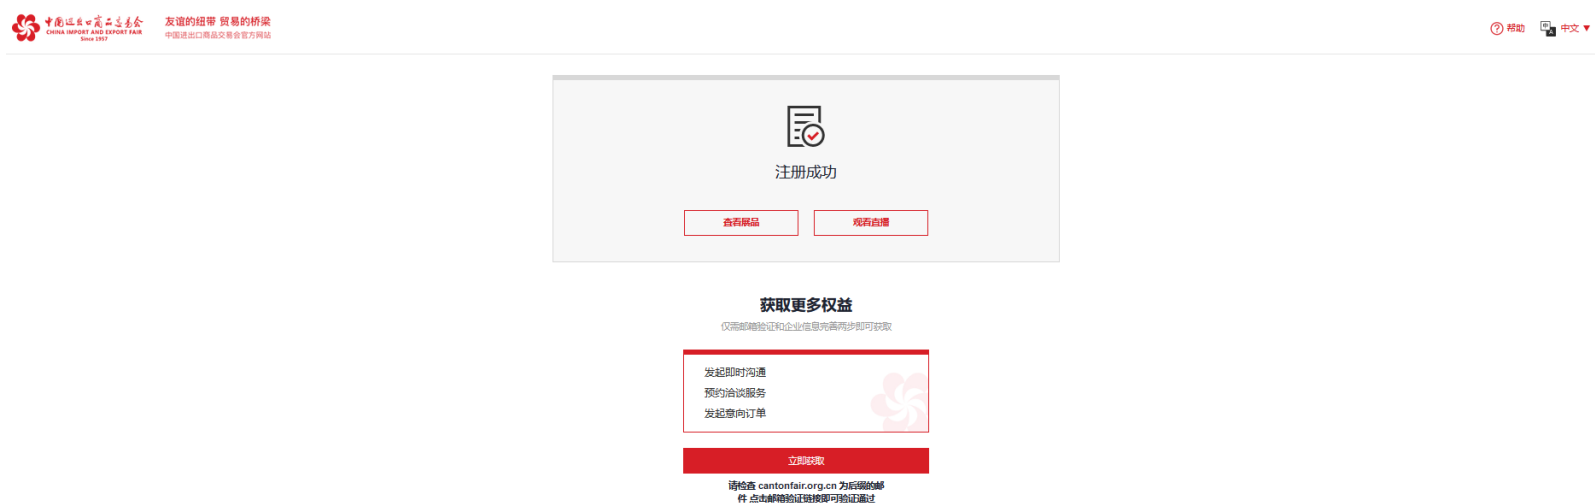 中国进出口商品交易会
CHINA IMPORT AND EXPORT FAIR
Since 1957
友谊的纽带 贸易的桥梁
中国进出口商品交易会官方网站
帮助
中文
注册成功
查看展品
观看直播
获取更多权益
仅需邮箱验证和企业信息完善两步即可获取
发起即时沟通
预约洽谈服务
发起意向订单
立即获取
请检查 cantonfair.org.cn 为后缀的邮
件 点击邮箱验证链接即可验证通过